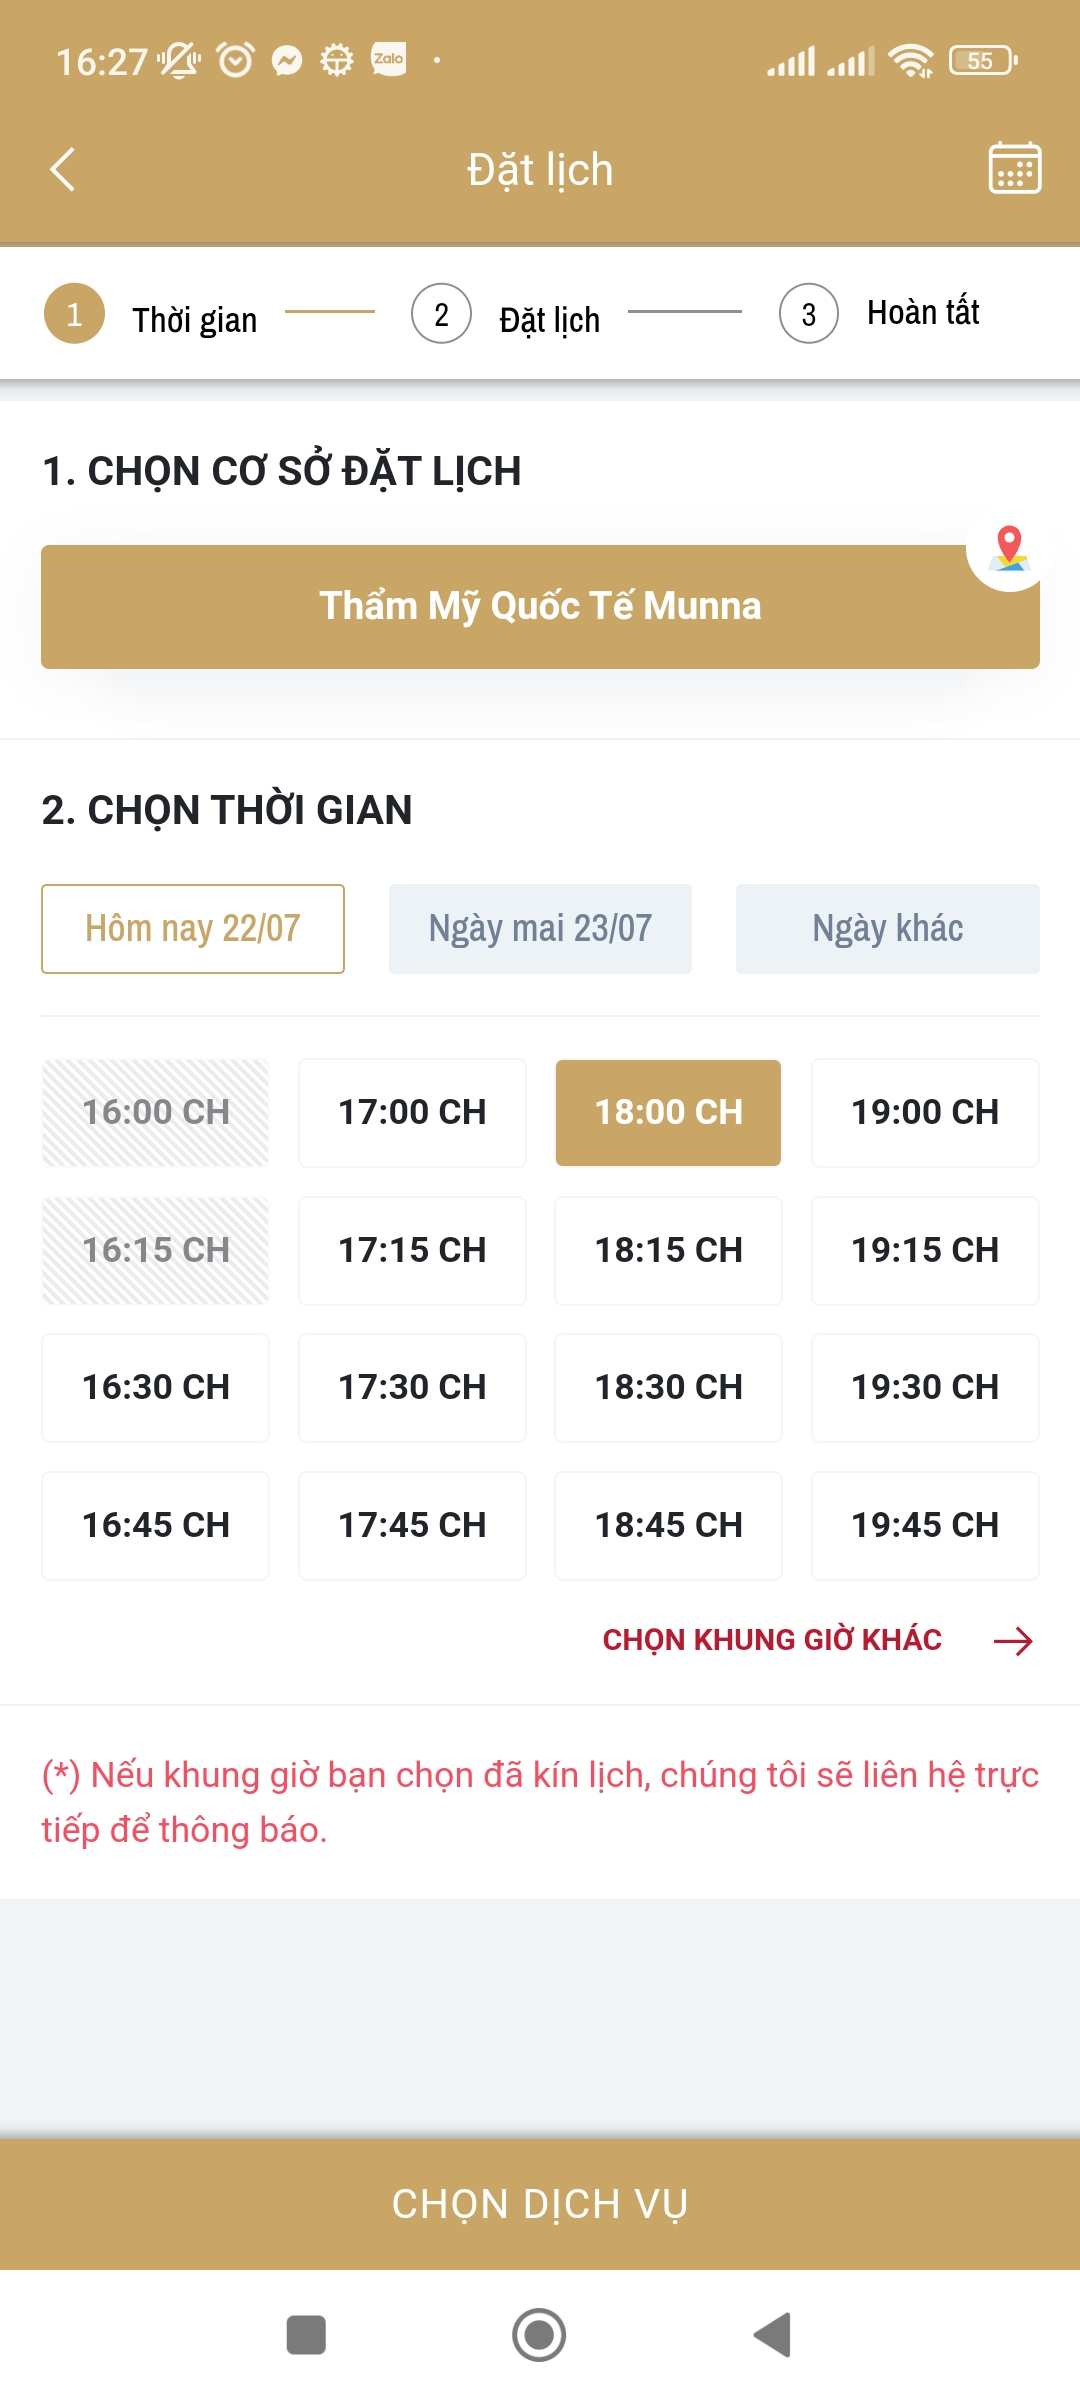 16:27 Zalo 55
Đặt lịch
1 Thời gian 2 Đặt lịch 3 Hoàn tất
1. CHỌN CƠ SỞ ĐẶT LỊCH
Thẩm Mỹ Quốc Tế Munna
2. CHỌN THỜI GIAN
Hôm nay 22/07 Ngày mai 23/07 Ngày khác
16:00 CH 17:00 CH 18:00 CH 19:00 CH
16:15 CH 17:15 CH 18:15 CH 19:15 CH
16:30 CH 17:30 CH 18:30 CH 19:30 CH
16:45 CH 17:45 CH 18:45 CH 19:45 CH
CHỌN KHUNG GIỜ KHÁC
(*) Nếu khung giờ bạn chọn đã kín lịch, chúng tôi sẽ liên hệ trực
tiếp để thông báo.
CHỌN DỊCH VỤ